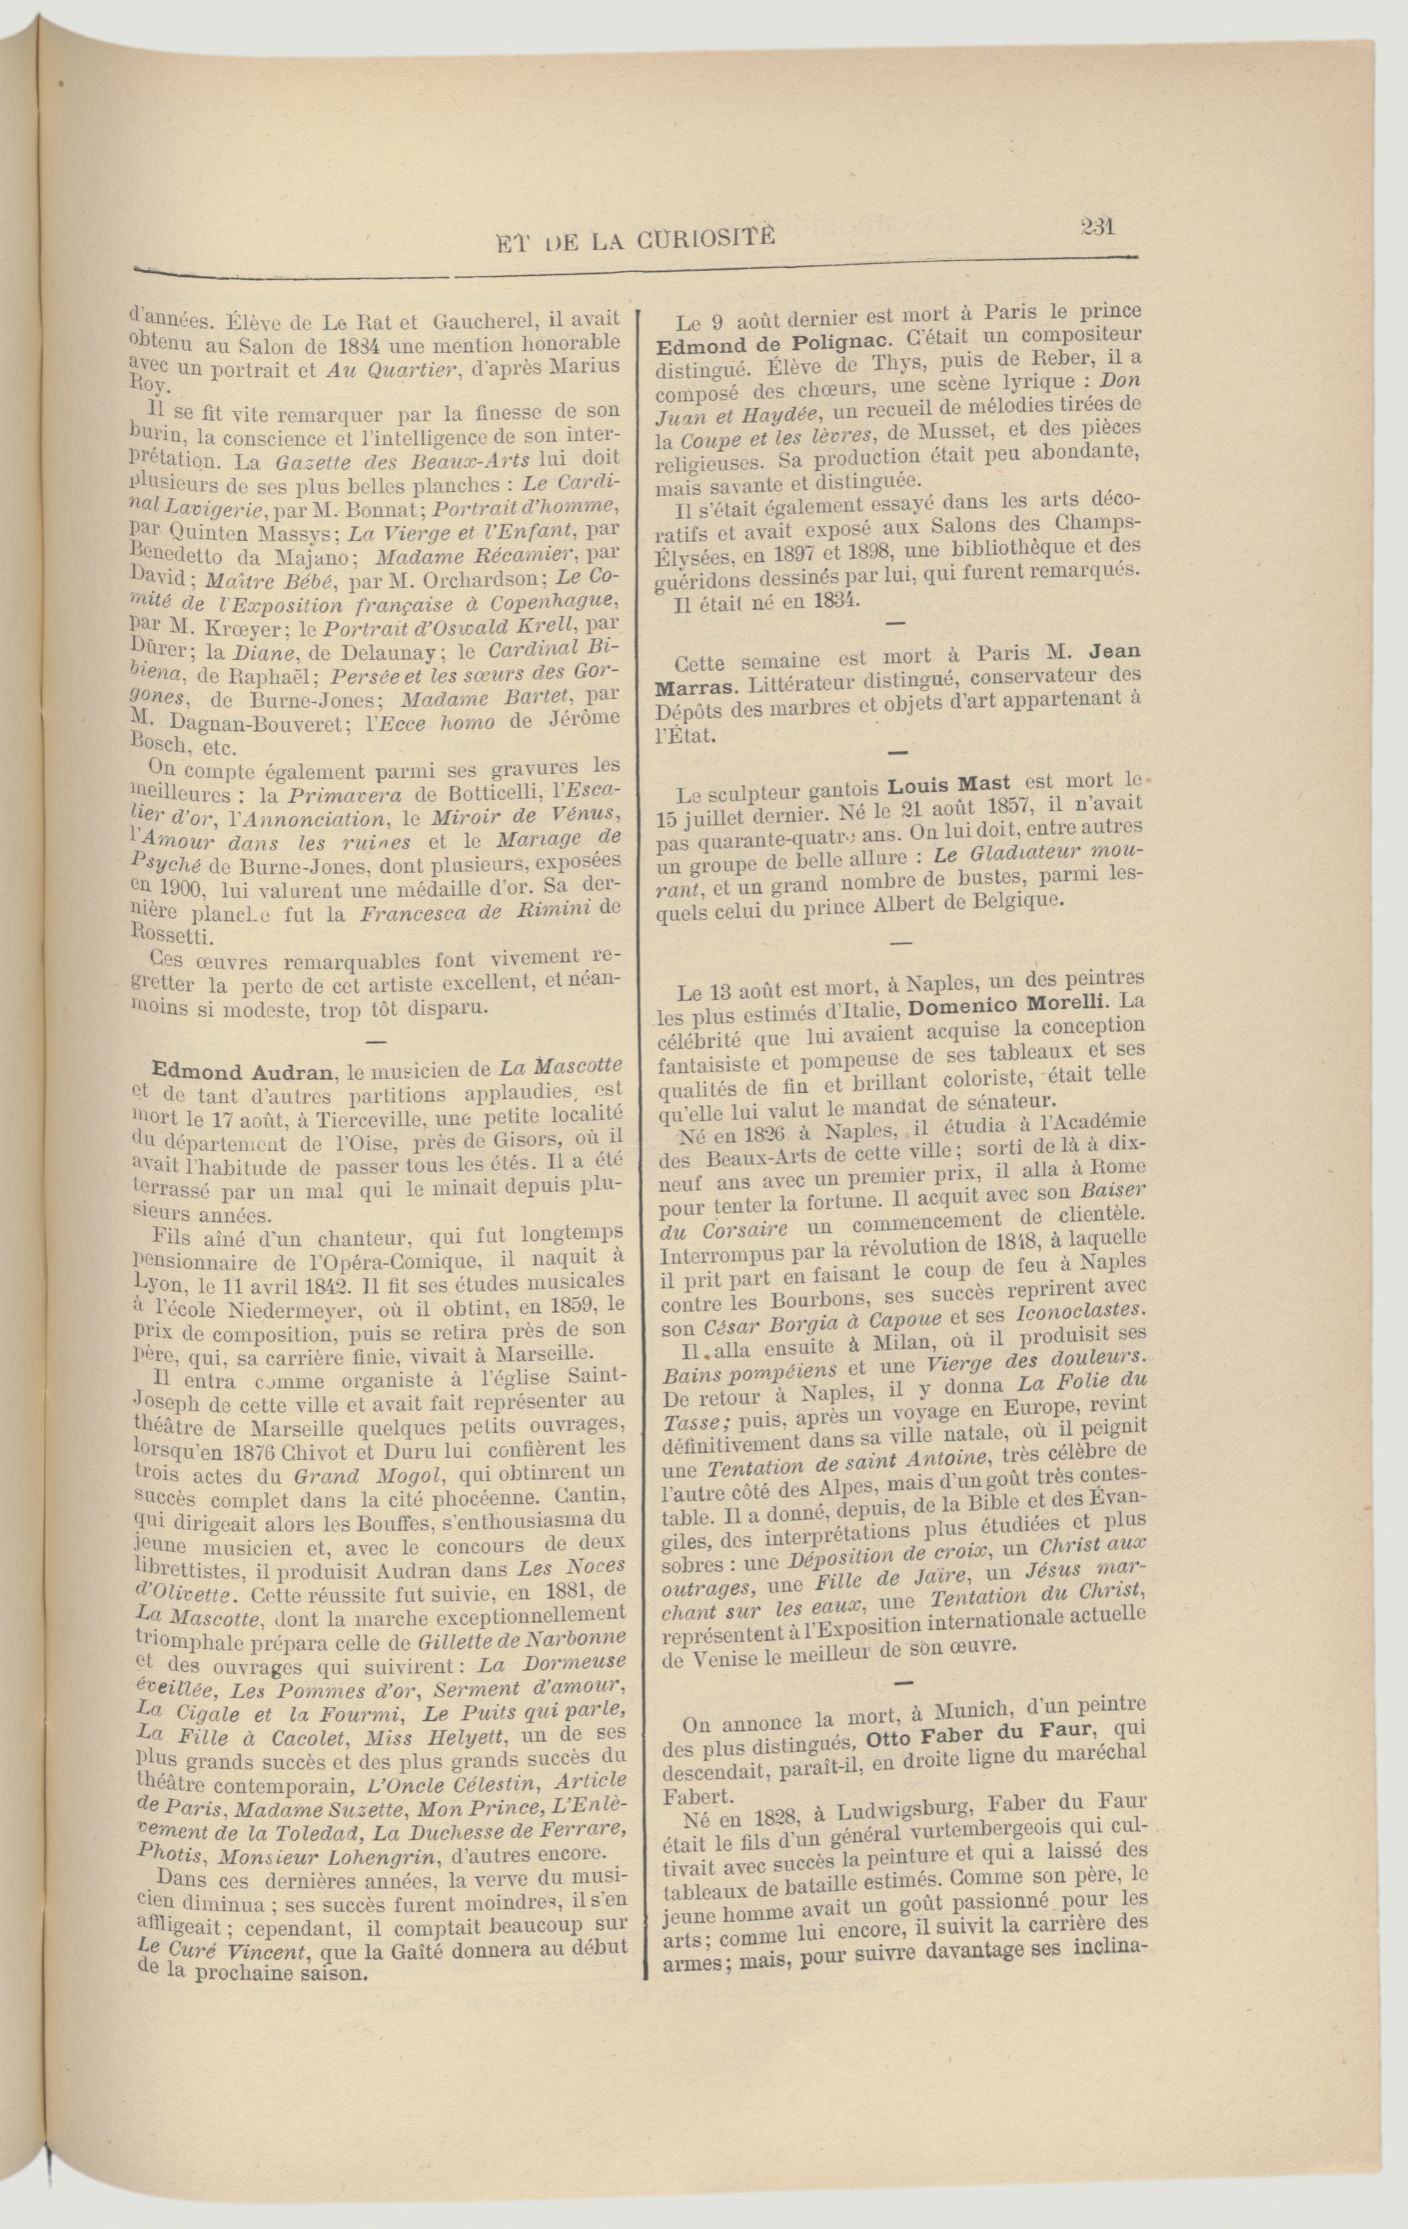 ET DE LA CURIOSITÉ
231
d'années. Élève de Le Rat et Gaucherel, il avait
obtenu au Salon de 1884 une mention honorable
avec un portrait et Au Quartier, d'après Marius
Roy.
Il se fit vite remarquer par la finesse de son
burin, la conscience et l'intelligence de son inter-
prétation. La Gazette des Beaux-Arts lui doit
plusieurs de ses plus belles planches : Le Cardi-
nal Lavigerie, par M. Bonnat; Portrait d'homme,
par Quinten Massys; La Vierge et l'Enfant, par
Benedetto da Majano; Madame Récamier, par
David; Maître Bébé, par M. Orchardson; Le Co-
mité de l'Exposition française à Copenhague,
par M. Krœyer; le Portrait d'Oswald Krell, par
Dürer; la Diane, de Delaunay; le Cardinal Bi-
biena, de Raphaël; Persée et les sœurs des Gor-
gones, de Burne-Jones; Madame Bartet, par
M. Dagnan-Bouveret; l'Ecce homo de Jérôme
Bosch, etc.
On compte également parmi ses gravures les
meilleures : la Primavera de Botticelli, l'Esca-
lier d'or, l'Annonciation, le Miroir de Vénus,
l'Amour dans les ruines et le Mariage de
Psyché de Burne-Jones, dont plusieurs, exposées
en 1900, lui valurent une médaille d'or. Sa der-
nière planche fut la Francesca de Rimini de
Rossetti.
Ces œuvres remarquables font vivement re-
gretter la perte de cet artiste excellent, et néan-
moins si modeste, trop tôt disparu.
Edmond Audran, le musicien de La Mascotte
et de tant d'autres partitions applaudies, est
mort le 17 août, à Tierceville, une petite localité
du département de l'Oise, près de Gisors, où il
avait l'habitude de passer tous les étés. Il a été
terrassé par un mal qui le minait depuis plu-
sieurs années.
Fils aîné d'un chanteur, qui fut longtemps
pensionnaire de l'Opéra-Comique, il naquit à
Lyon, le 11 avril 1842. Il fit ses études musicales
à l'école Niedermeyer, où il obtint, en 1859, le
prix de composition, puis se retira près de son
père, qui, sa carrière finie, vivait à Marseille.
Il entra comme organiste à l'église Saint-
Joseph de cette ville et avait fait représenter au
théâtre de Marseille quelques petits ouvrages,
lorsqu'en 1876 Chivot et Duru lui confièrent les
trois actes du Grand Mogol, qui obtinrent un
succès complet dans la cité phocéenne. Cantin,
qui dirigeait alors les Bouffes, s'enthousiasma du
jeune musicien et, avec le concours de deux
librettistes, il produisit Audran dans Les Noces
d'Olivette. Cette réussite fut suivie, en 1881, de
La Mascotte, dont la marche exceptionnellement
triomphale prépara celle de Gillette de Narbonne
et des ouvrages qui suivirent : La Dormeuse
éveillée, Les Pommes d'or, Serment d'amour,
La Cigale et la Fourmi, Le Puits qui parle,
La Fille à Cacolet, Miss Helyett, un de ses
plus grands succès et des plus grands succès du
théâtre contemporain, L'Oncle Célestin, Article
de Paris, Madame Suzette, Mon Prince, L'Enlè-
vement de la Toledad, La Duchesse de Ferrare,
Photis, Monsieur Lohengrin, d'autres encore.
Dans ces dernières années, la verve du musi-
cien diminua ; ses succès furent moindres, il s'en
affligeait ; cependant, il comptait beaucoup sur
Le Curé Vincent, que la Gaîté donnera au début
de la prochaine saison.
Le 9 août dernier est mort à Paris le prince
Edmond de Polignac. C'était un compositeur
distingué. Élève de Thys, puis de Reber, il a
composé des chœurs, une scène lyrique : Don
Juan et Haydée, un recueil de mélodies tirées de
la Coupe et les lèvres, de Musset, et des pièces
religieuses. Sa production était peu abondante,
mais savante et distinguée.
Il s'était également essayé dans les arts déco-
ratifs et avait exposé aux Salons des Champs-
Élysées, en 1897 et 1898, une bibliothèque et des
guéridons dessinés par lui, qui furent remarqués.
Il était né en 1834.
Cette semaine est mort à Paris M. Jean
Marras. Littérateur distingué, conservateur des
Dépôts des marbres et objets d'art appartenant à
l'État.
Le sculpteur gantois Louis Mast est mort le
15 juillet dernier. Né le 21 août 1857, il n'avait
pas quarante-quatre ans. On lui doit, entre autres
un groupe de belle allure : Le Gladiateur mou-
rant, et un grand nombre de bustes, parmi les-
quels celui du prince Albert de Belgique.
Le 13 août est mort, à Naples, un des peintres
les plus estimés d'Italie, Domenico Morelli. La
célébrité que lui avaient acquise la conception
fantaisiste et pompeuse de ses tableaux et ses
qualités de fin et brillant coloriste, était telle
qu'elle lui valut le mandat de sénateur.
Né en 1826 à Naples, il étudia à l'Académie
des Beaux-Arts de cette ville ; sorti de là à dix-
neuf ans avec un premier prix, il alla à Rome
pour tenter la fortune. Il acquit avec son Baiser
du Corsaire un commencement de clientèle.
Interrompus par la révolution de 1848, à laquelle
il prit part en faisant le coup de feu à Naples
contre les Bourbons, ses succès reprirent avec
son César Borgia à Capoue et ses Iconoclastes.
Il alla ensuite à Milan, où il produisit ses
Bains pompéiens et une Vierge des douleurs.
De retour à Naples, il y donna La Folie du
Tasse; puis, après un voyage en Europe, revint
définitivement dans sa ville natale, où il peignit
une Tentation de saint Antoine, très célèbre de
l'autre côté des Alpes, mais d'un goût très contes-
table. Il a donné, depuis, de la Bible et des Évan-
giles, des interprétations plus étudiées et plus
sobres : une Déposition de croix, un Christ aux
outrages, une Fille de Jaïre, un Jésus mar-
chant sur les eaux, une Tentation du Christ,
représentent à l'Exposition internationale actuelle
de Venise le meilleur de son œuvre.
On annonce la mort, à Munich, d'un peintre
des plus distingués, Otto Faber du Faur, qui
descendait, paraît-il, en droite ligne du maréchal
Fabert.
Né en 1828, à Ludwigsburg, Faber du Faur
était le fils d'un général vurtembergeois qui cul-
tivait avec succès la peinture et qui a laissé des
tableaux de bataille estimés. Comme son père, le
jeune homme avait un goût passionné pour les
arts; comme lui encore, il suivit la carrière des
armes; mais, pour suivre davantage ses inclina-